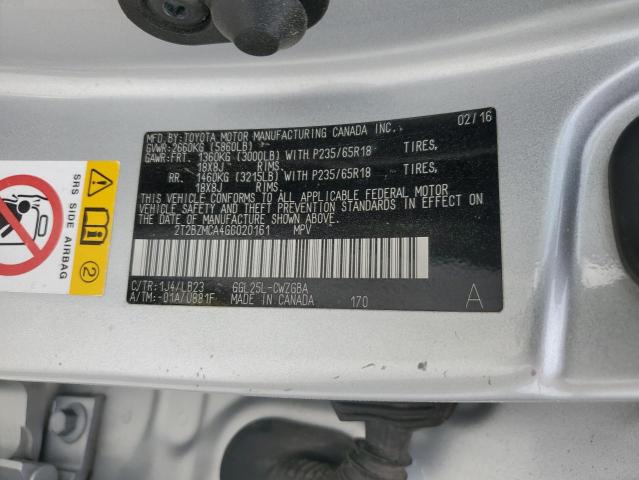 MFD. BY: TOYOTA MOTOR MANUFACTURING CANADA INC. 02/16
GVWR: 2660KG (5860LB)
GAWR: FRT. 1360KG (3000LB) WITH P235/65R18 TIRES,
18X8J RIMS
RR. 1460KG (3215LB) WITH P235/65R18 TIRES,
18X8J RIMS
THIS VEHICLE CONFORMS TO ALL APPLICABLE FEDERAL MOTOR
VEHICLE SAFETY, BUMPER, AND THEFT PREVENTION STANDARDS IN EFFECT ON
THE DATE OF MANUFACTURE SHOWN ABOVE.
2T2BZMCA4GC020161 MPV
C/TR: 1J4/LB23 GGL25L-CWZGBA
A/TM: -01A/U881F MADE IN CANADA 170 A
SRS SIDE AIRBAG
2